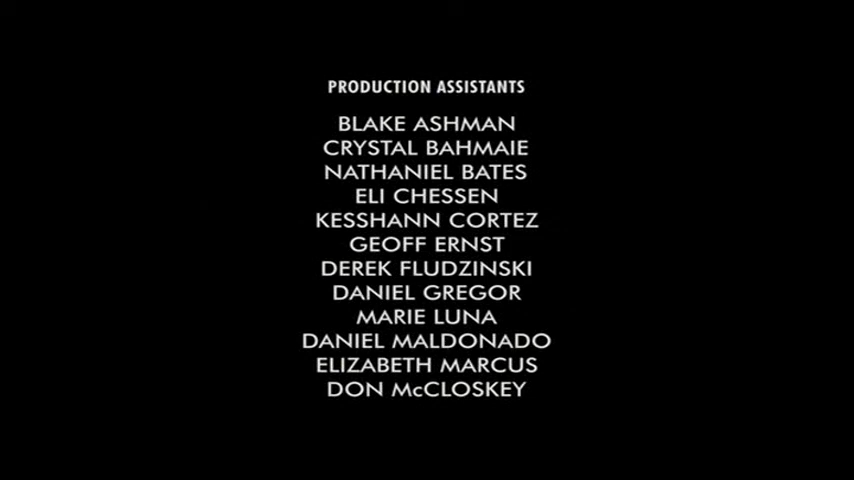 PRODUCTION ASSISTANTS
BLAKE ASHMAN
CRYSTAL BAHMAIE
NATHANIEL BATES
ELI CHESSEN
KESSHANN CORTEZ
GEOFF ERNST
DEREK FLUDZINSKI
DANIEL GREGOR
MARIE LUNA
DANIEL MALDONADO
ELIZABETH MARCUS
DON McCLOSKEY